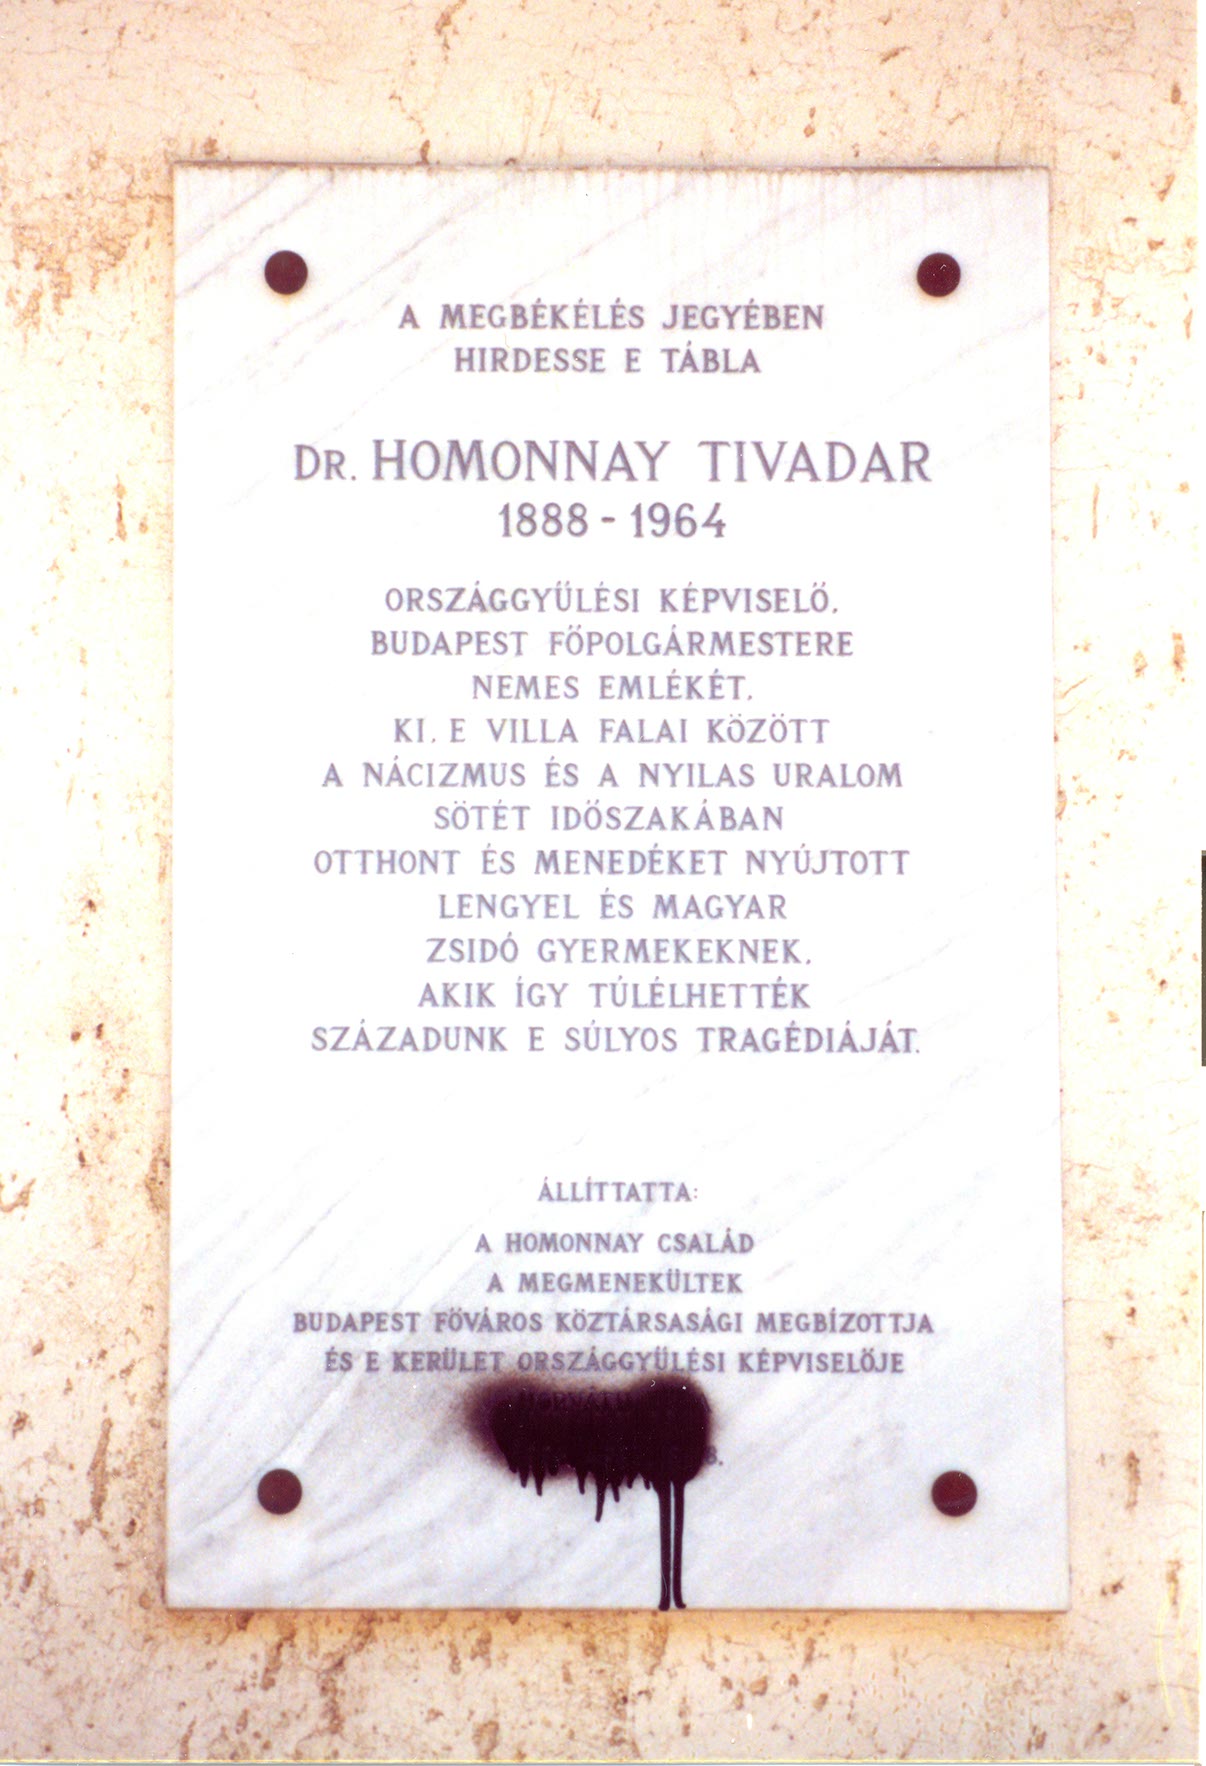 A MEGBÉKÉLÉS JEGYÉBEN
HIRDESSE E TÁBLA
DR. HOMONNAY TIVADAR
1888 - 1964
ORSZÁGGYŰLÉSI KÉPVISELŐ,
BUDAPEST FŐPOLGÁRMESTERE
NEMES EMLÉKÉT,
KI, E VILLA FALAI KÖZÖTT
A NÁCIZMUS ÉS A NYILAS URALOM
SÖTÉT IDŐSZAKÁBAN
OTTHONT ÉS MENEDÉKET NYÚJTOTT
LENGYEL ÉS MAGYAR
ZSIDÓ GYERMEKEKNEK,
AKIK ÍGY TÚLÉLHETTÉK
SZÁZADUNK E SÚLYOS TRAGÉDIÁJÁT.
ÁLLÍTTATTA:
A HOMONNAY CSALÁD
A MEGMENEKÜLTEK
BUDAPEST FŐVÁROS KÖZTÁRSASÁGI MEGBÍZOTTJA
ÉS E KERÜLET ORSZÁGGYŰLÉSI KÉPVISELŐJE